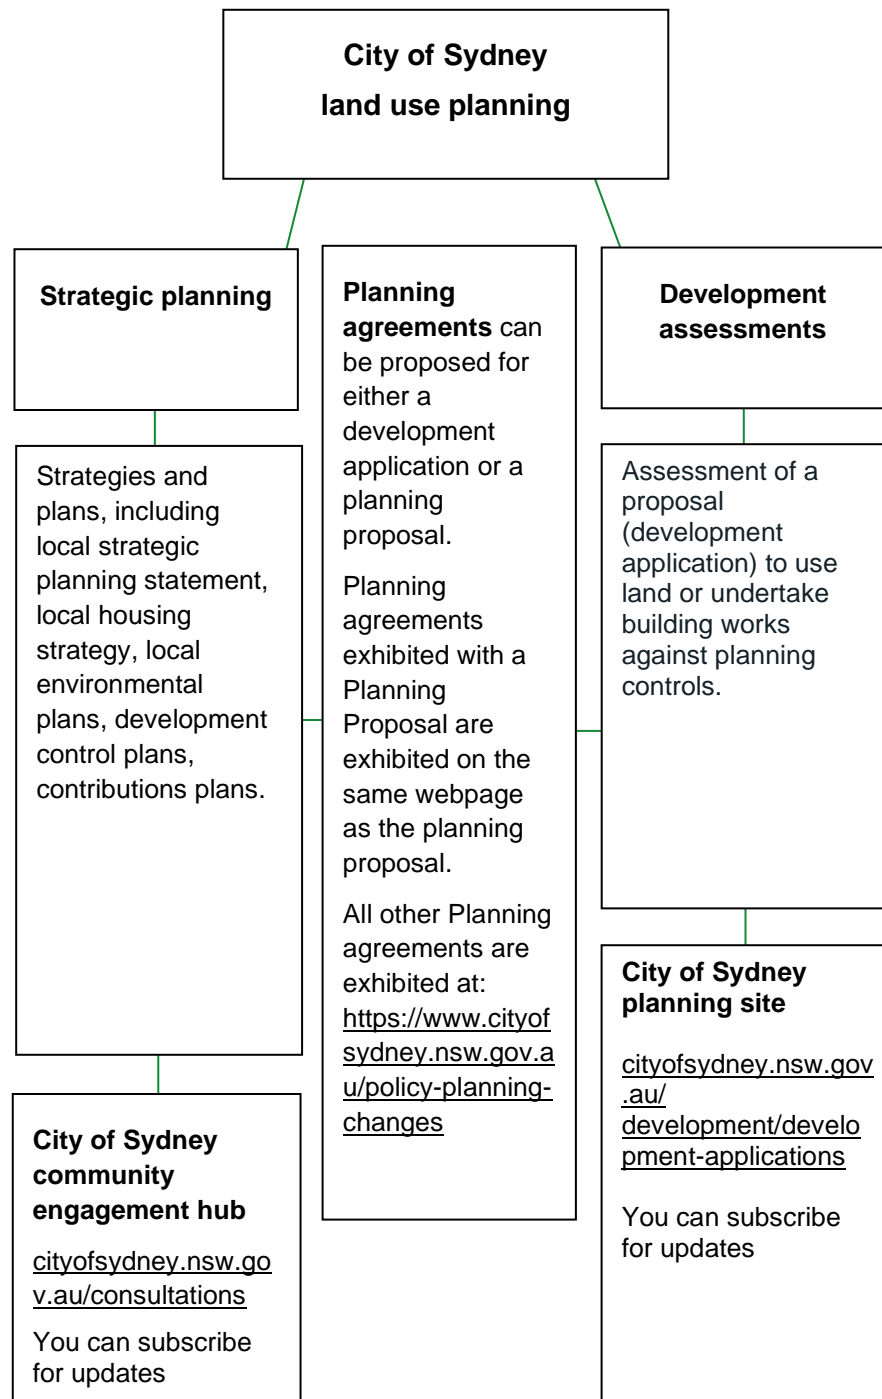 City of Sydney
land use planning
Strategic planning
Strategies and
plans, including
local strategic
planning statement,
local housing
strategy, local
environmental
plans, development
control plans,
contributions plans.
City of Sydney
community
engagement hub
cityofsydney.nsw.go
v.au/consultations
You can subscribe
for updates
Planning
agreements can
be proposed for
either a
development
application or a
planning
proposal.
Planning
agreements
exhibited with a
Planning
Proposal are
exhibited on the
same webpage
as the planning
proposal.
All other Planning
agreements are
exhibited at:
https://www.cityof
sydney.nsw.gov.a
u/policy-planning-
changes
Development
assessments
Assessment of a
proposal
(development
application) to use
land or undertake
building works
against planning
controls.
City of Sydney
planning site
cityofsydney.nsw.gov
.au/
development/develo
pment-applications
You can subscribe
for updates